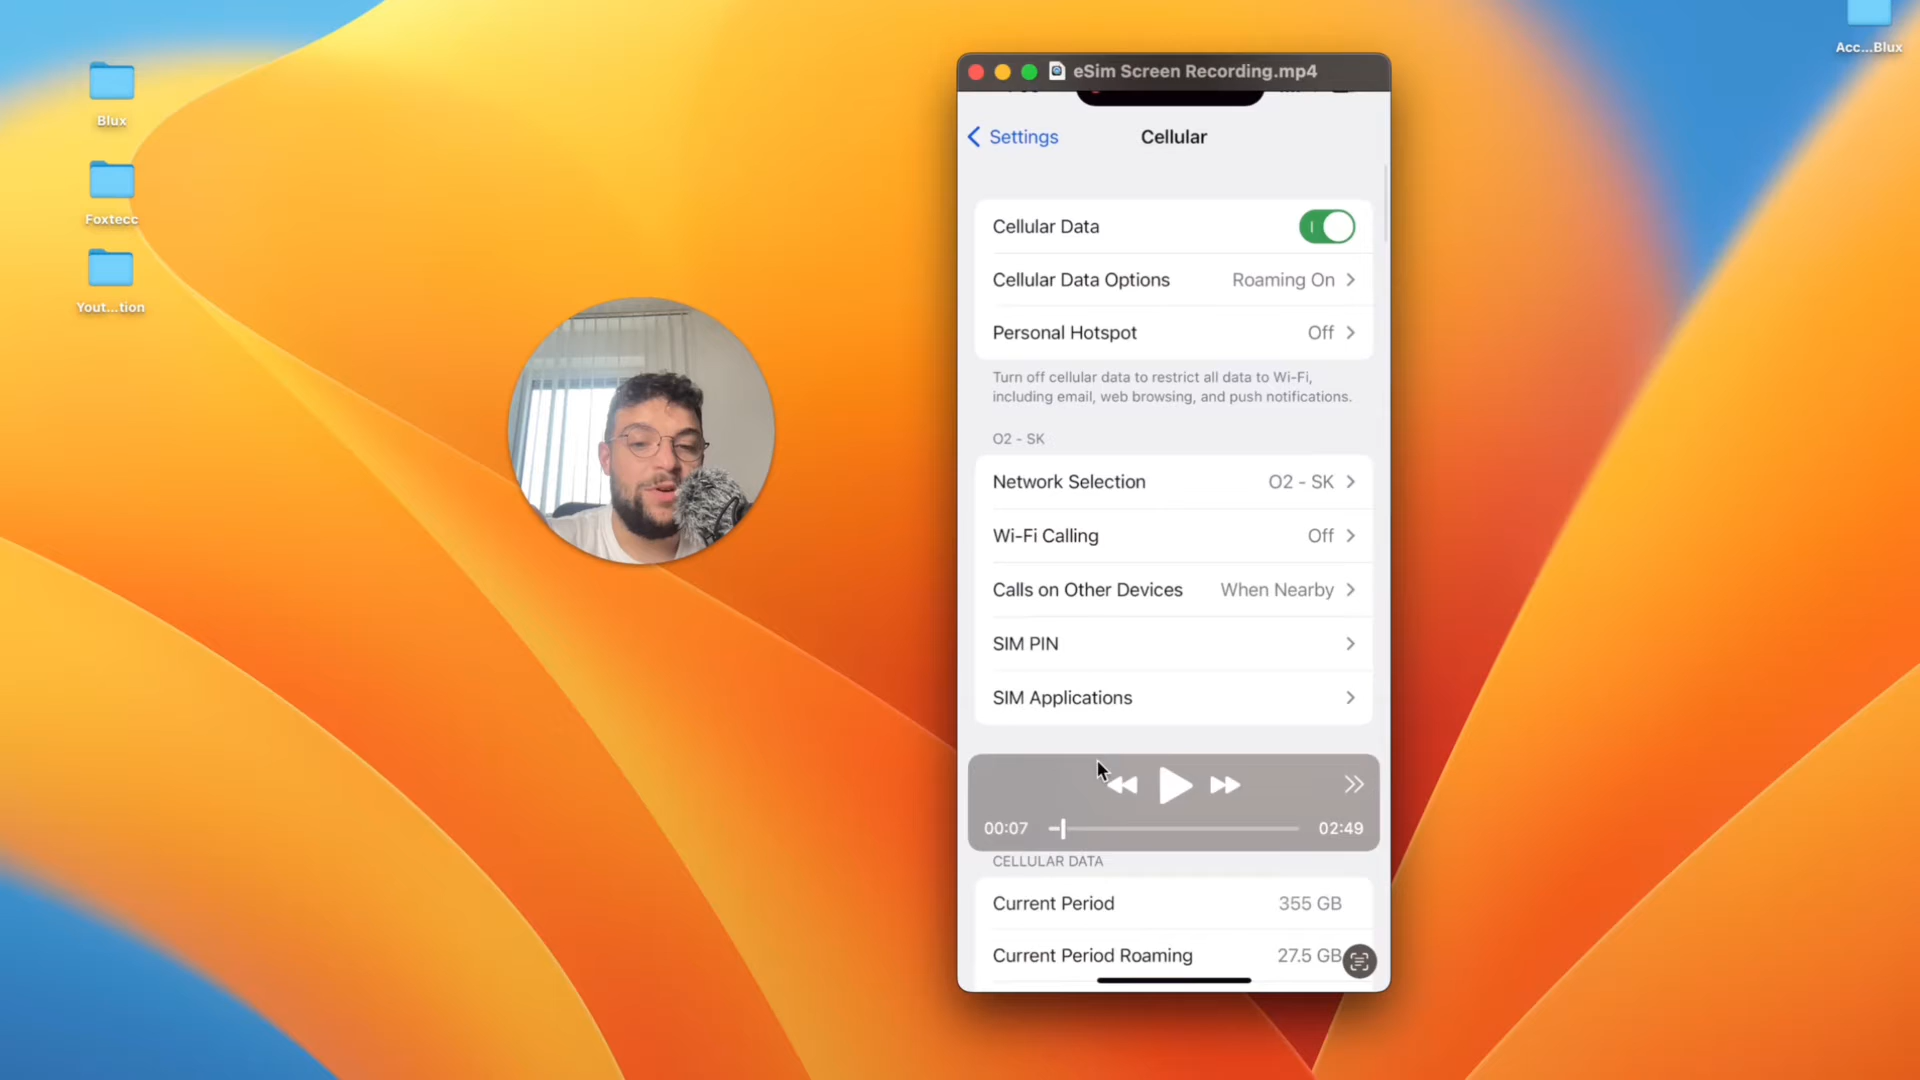 Acc...Blux
Blux
Foxtecc
Yout...tion
eSim Screen Recording.mp4
Settings
Cellular
Cellular Data
Cellular Data Options Roaming On
Personal Hotspot Off
Turn off cellular data to restrict all data to Wi-Fi,
including email, web browsing, and push notifications.
O2 - SK
Network Selection O2 - SK
Wi-Fi Calling Off
Calls on Other Devices When Nearby
SIM PIN
SIM Applications
00:07 02:49
CELLULAR DATA
Current Period 355 GB
Current Period Roaming 27.5 GB